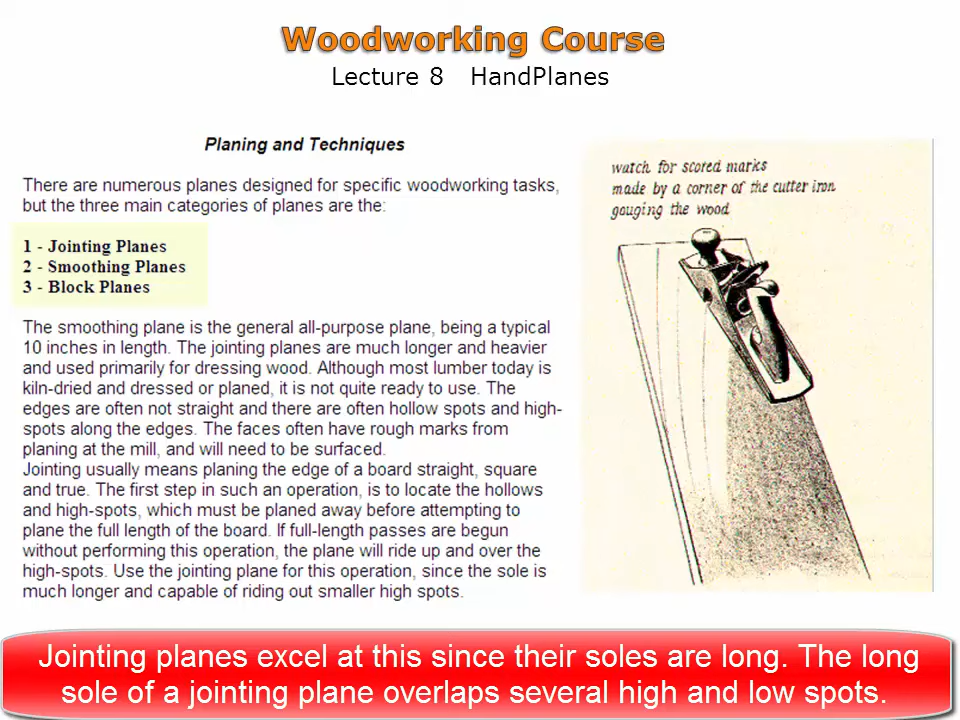 Woodworking Course
Lecture 8 HandPlanes
Planing and Techniques
There are numerous planes designed for specific woodworking tasks,
but the three main categories of planes are the:
1 - Jointing Planes
2 - Smoothing Planes
3 - Block Planes
The smoothing plane is the general all-purpose plane, being a typical
10 inches in length. The jointing planes are much longer and heavier
and used primarily for dressing wood. Although most lumber today is
kiln-dried and dressed or planed, it is not quite ready to use. The
edges are often not straight and there are often hollow spots and high-
spots along the edges. The faces often have rough marks from
planing at the mill, and will need to be surfaced.
Jointing usually means planing the edge of a board straight, square
and true. The first step in such an operation, is to locate the hollows
and high-spots, which must be planed away before attempting to
plane the full length of the board. If full-length passes are begun
without performing this operation, the plane will ride up and over the
high-spots. Use the jointing plane for this operation, since the sole is
much longer and capable of riding out smaller high spots.
watch for scored marks
made by a corner of the cutter iron
gouging the wood
Jointing planes excel at this since their soles are long. The long
sole of a jointing plane overlaps several high and low spots.